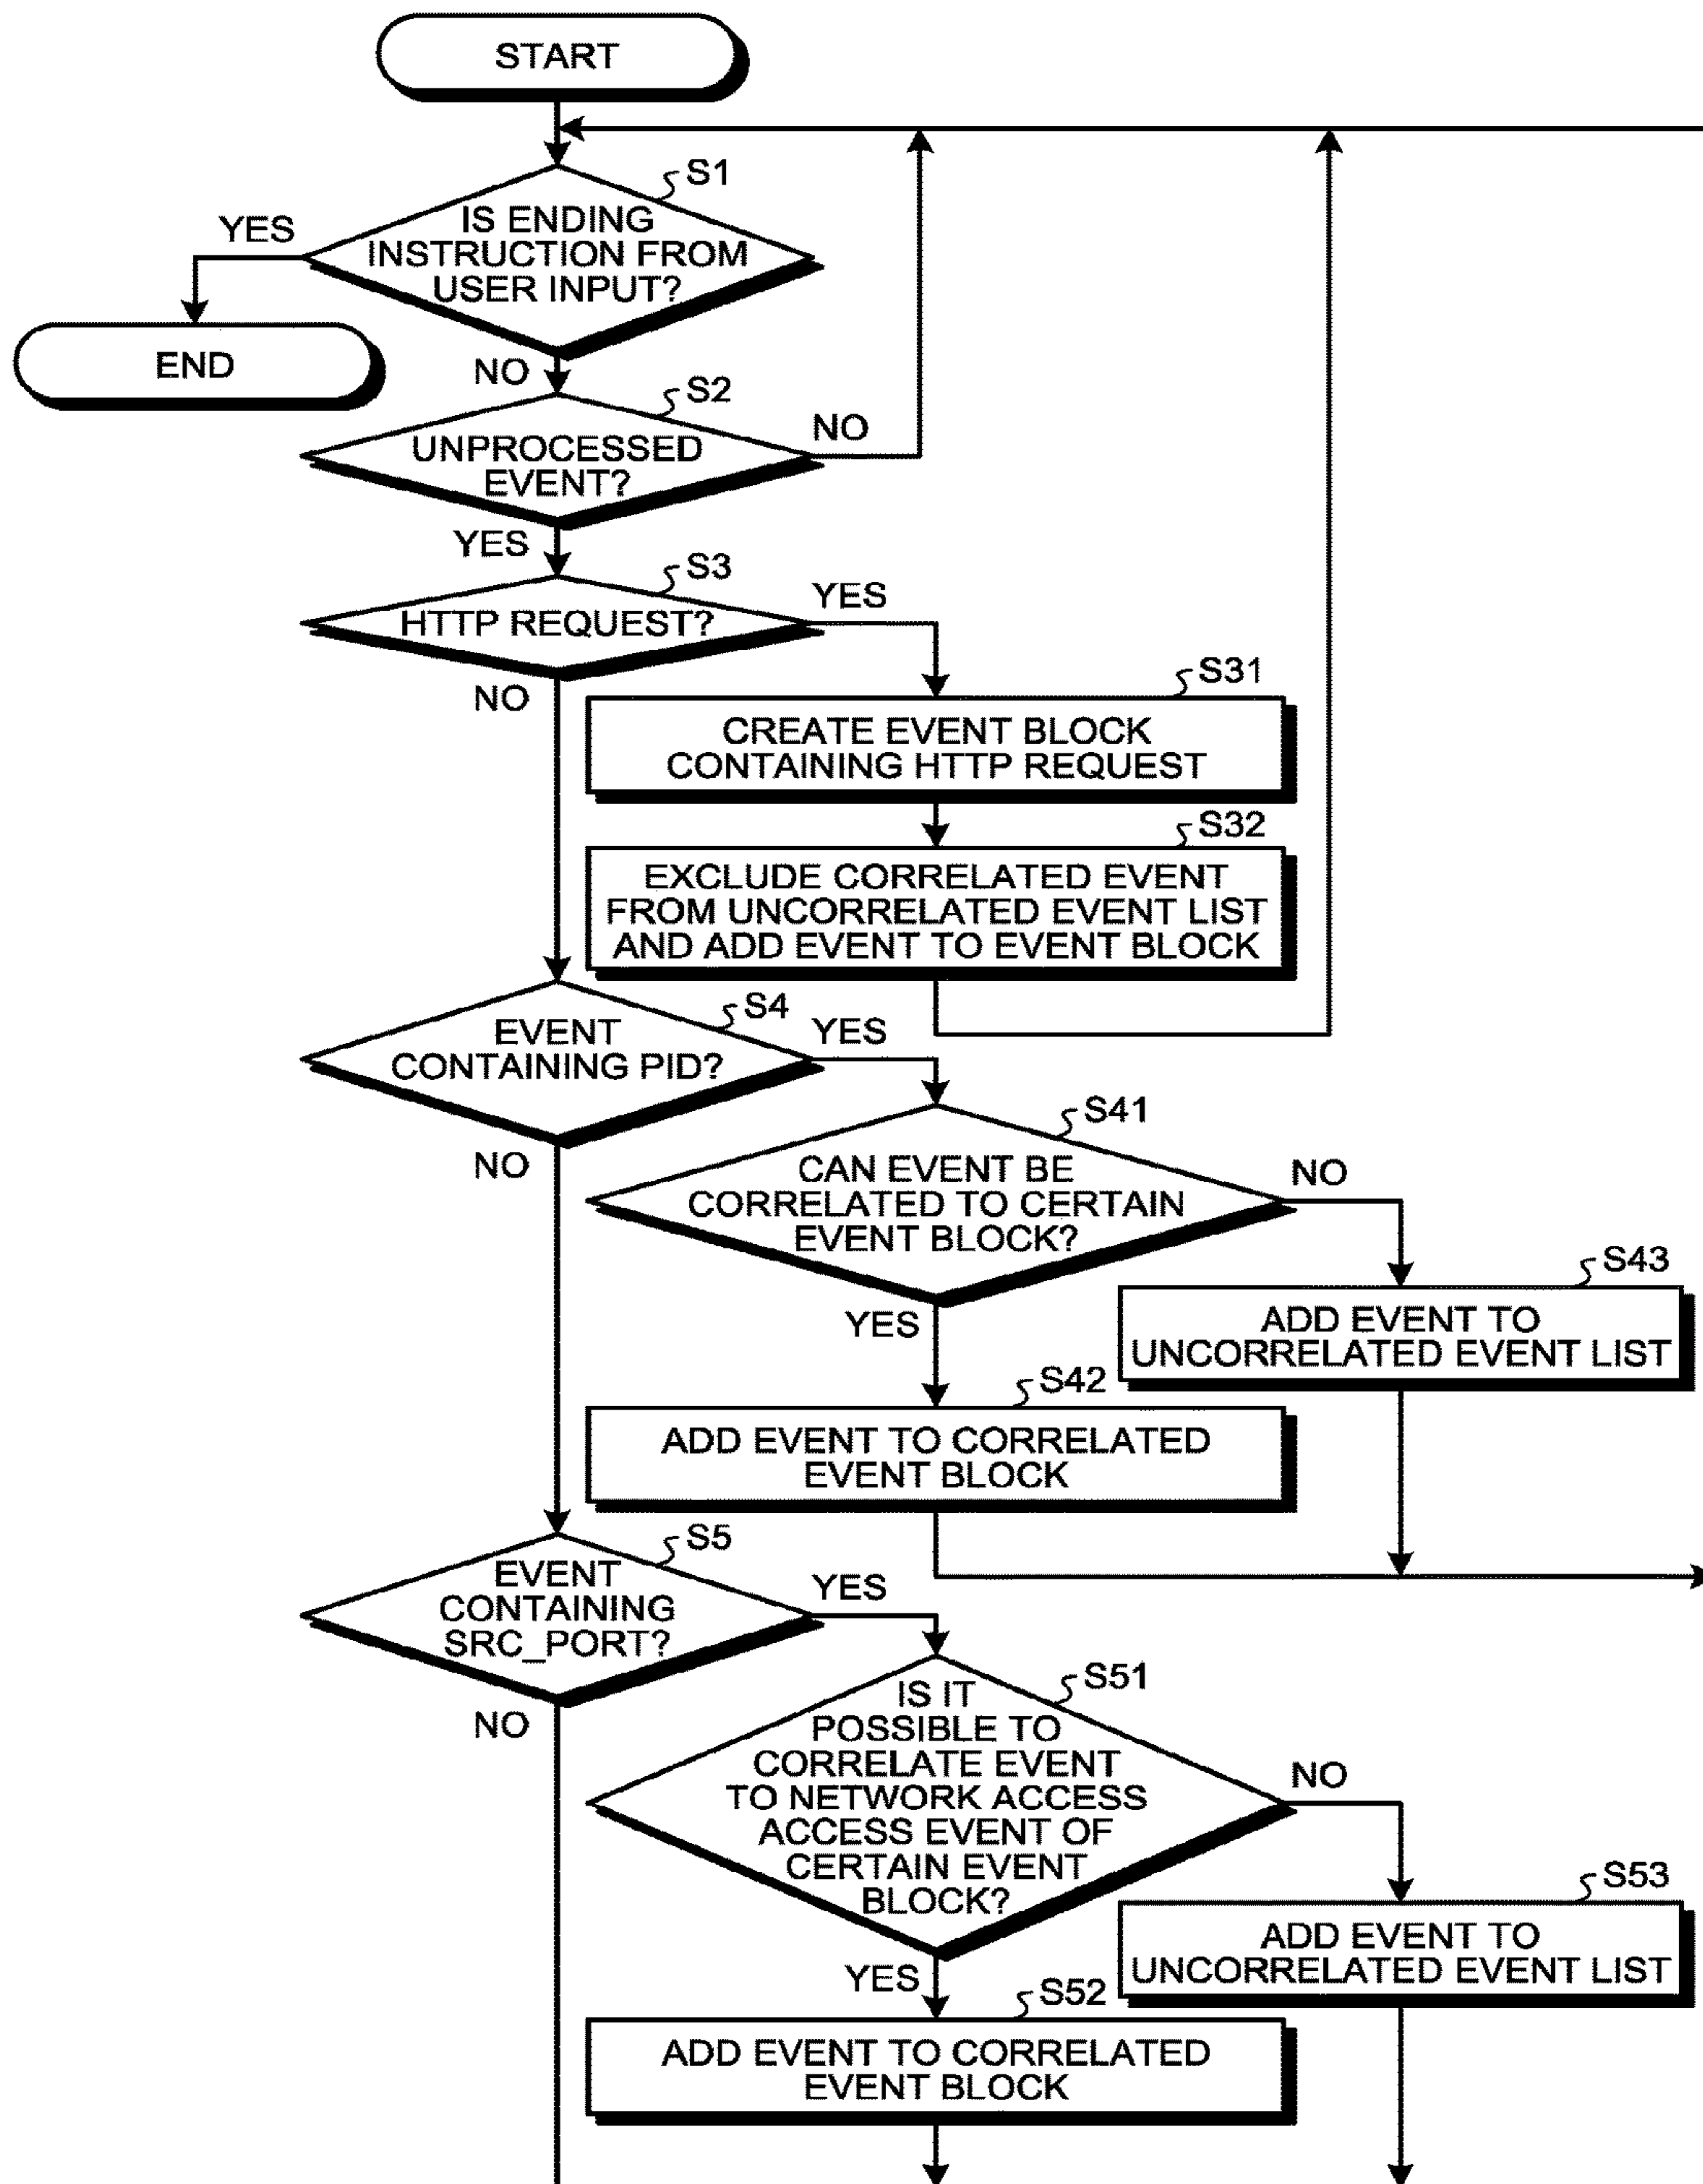 START
S1
IS ENDING
INSTRUCTION FROM
USER INPUT?
YES
END
NO
S2
UNPROCESSED
EVENT?
NO
YES
S3
HTTP REQUEST?
YES
NO
S31
CREATE EVENT BLOCK
CONTAINING HTTP REQUEST
S32
EXCLUDE CORRELATED EVENT
FROM UNCORRELATED EVENT LIST
AND ADD EVENT TO EVENT BLOCK
S4
EVENT
CONTAINING PID?
YES
NO
S41
CAN EVENT BE
CORRELATED TO CERTAIN
EVENT BLOCK?
NO
YES
S43
ADD EVENT TO
UNCORRELATED EVENT LIST
S42
ADD EVENT TO CORRELATED
EVENT BLOCK
S5
EVENT
CONTAINING
SRC_PORT?
YES
NO
S51
IS IT
POSSIBLE TO
CORRELATE EVENT
TO NETWORK ACCESS
ACCESS EVENT OF
CERTAIN EVENT
BLOCK?
NO
YES
S53
ADD EVENT TO
UNCORRELATED EVENT LIST
S52
ADD EVENT TO CORRELATED
EVENT BLOCK